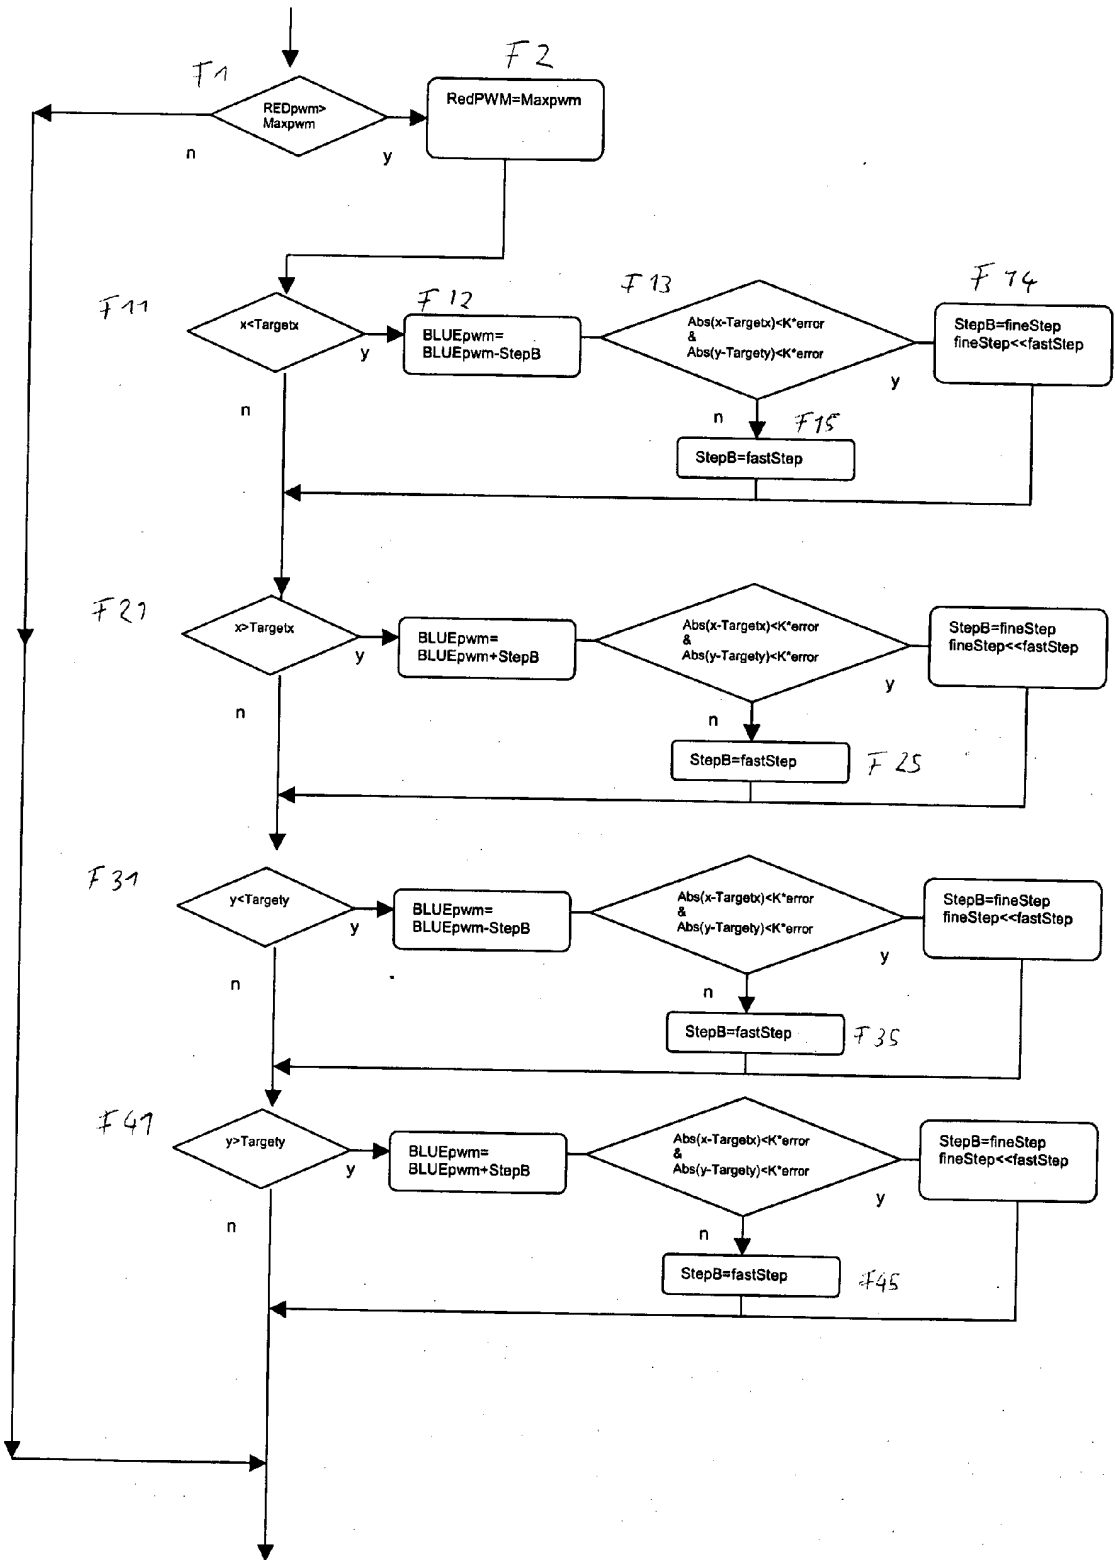 F1
F2
REDpwm>
Maxpwm
RedPWM=Maxpwm
n
y
F11
F12
F13
F14
x<Targetx
y
BLUEpwm=
BLUEpwm-StepB
Abs(x-Targetx)<K*error
&
Abs(y-Targety)<K*error
y
StepB=fineStep
fineStep<<fastStep
n
n
F15
StepB=fastStep
F21
x>Targetx
y
BLUEpwm=
BLUEpwm+StepB
Abs(x-Targetx)<K*error
&
Abs(y-Targety)<K*error
y
StepB=fineStep
fineStep<<fastStep
n
n
StepB=fastStep
F25
F31
y<Targety
y
BLUEpwm=
BLUEpwm-StepB
Abs(x-Targetx)<K*error
&
Abs(y-Targety)<K*error
y
StepB=fineStep
fineStep<<fastStep
n
n
StepB=fastStep
F35
F41
y>Targety
y
BLUEpwm=
BLUEpwm+StepB
Abs(x-Targetx)<K*error
&
Abs(y-Targety)<K*error
y
StepB=fineStep
fineStep<<fastStep
n
n
StepB=fastStep
F45